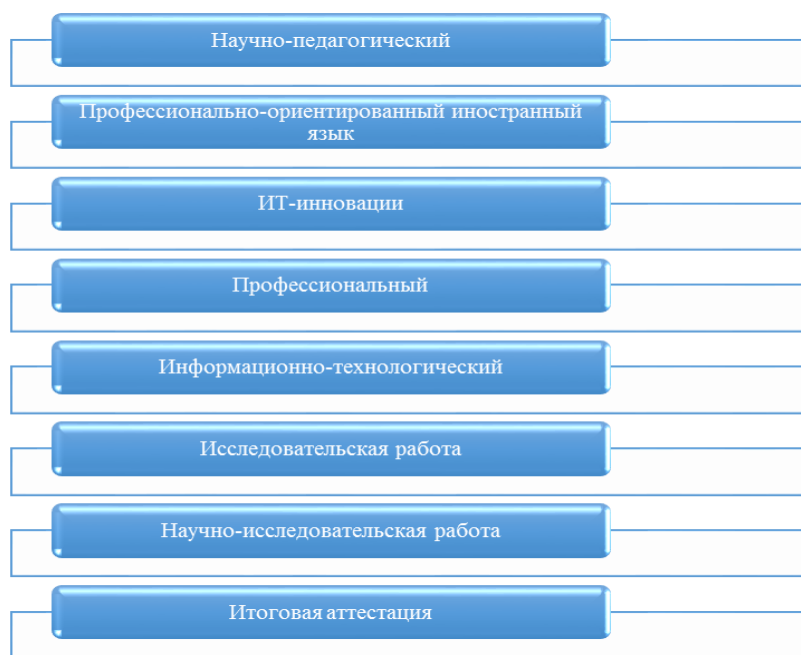 Научно-педагогический
Профессионально-ориентированный иностранный
язык
ИТ-инновации
Профессиональный
Информационно-технологический
Исследовательская работа
Научно-исследовательская работа
Итоговая аттестация